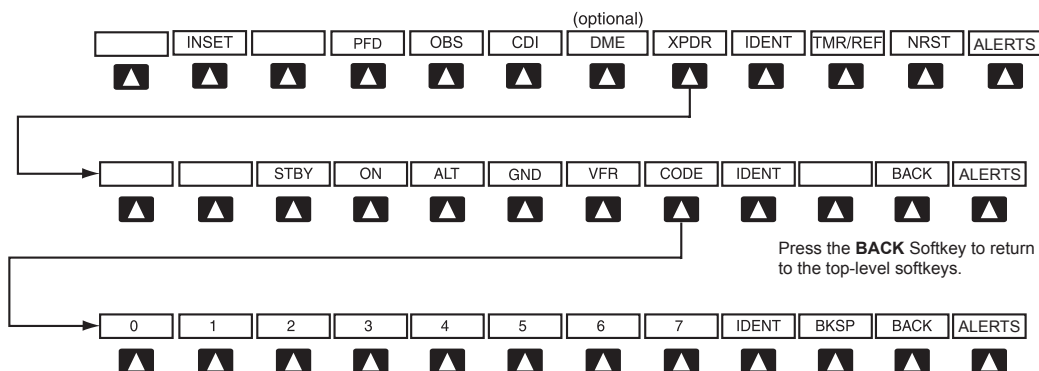 (optional)
INSET PFD OBS CDI DME XPDR IDENT TMR/REF NRST ALERTS
STBY ON ALT GND VFR CODE IDENT BACK ALERTS
Press the BACK Softkey to return
to the top-level softkeys.
0 1 2 3 4 5 6 7 IDENT BKSP BACK ALERTS